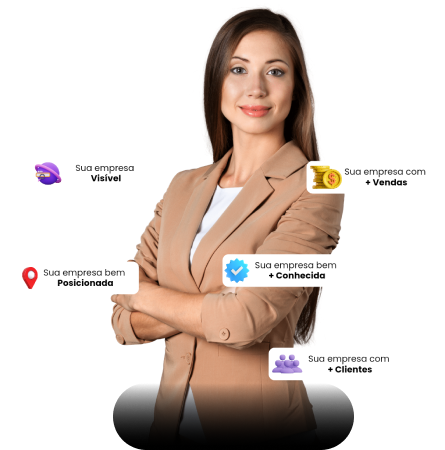 Sua empresa
Visível
Sua empresa com
+ Vendas
Sua empresa bem
Posicionada
Sua empresa bem
+ Conhecida
Sua empresa com
+ Clientes